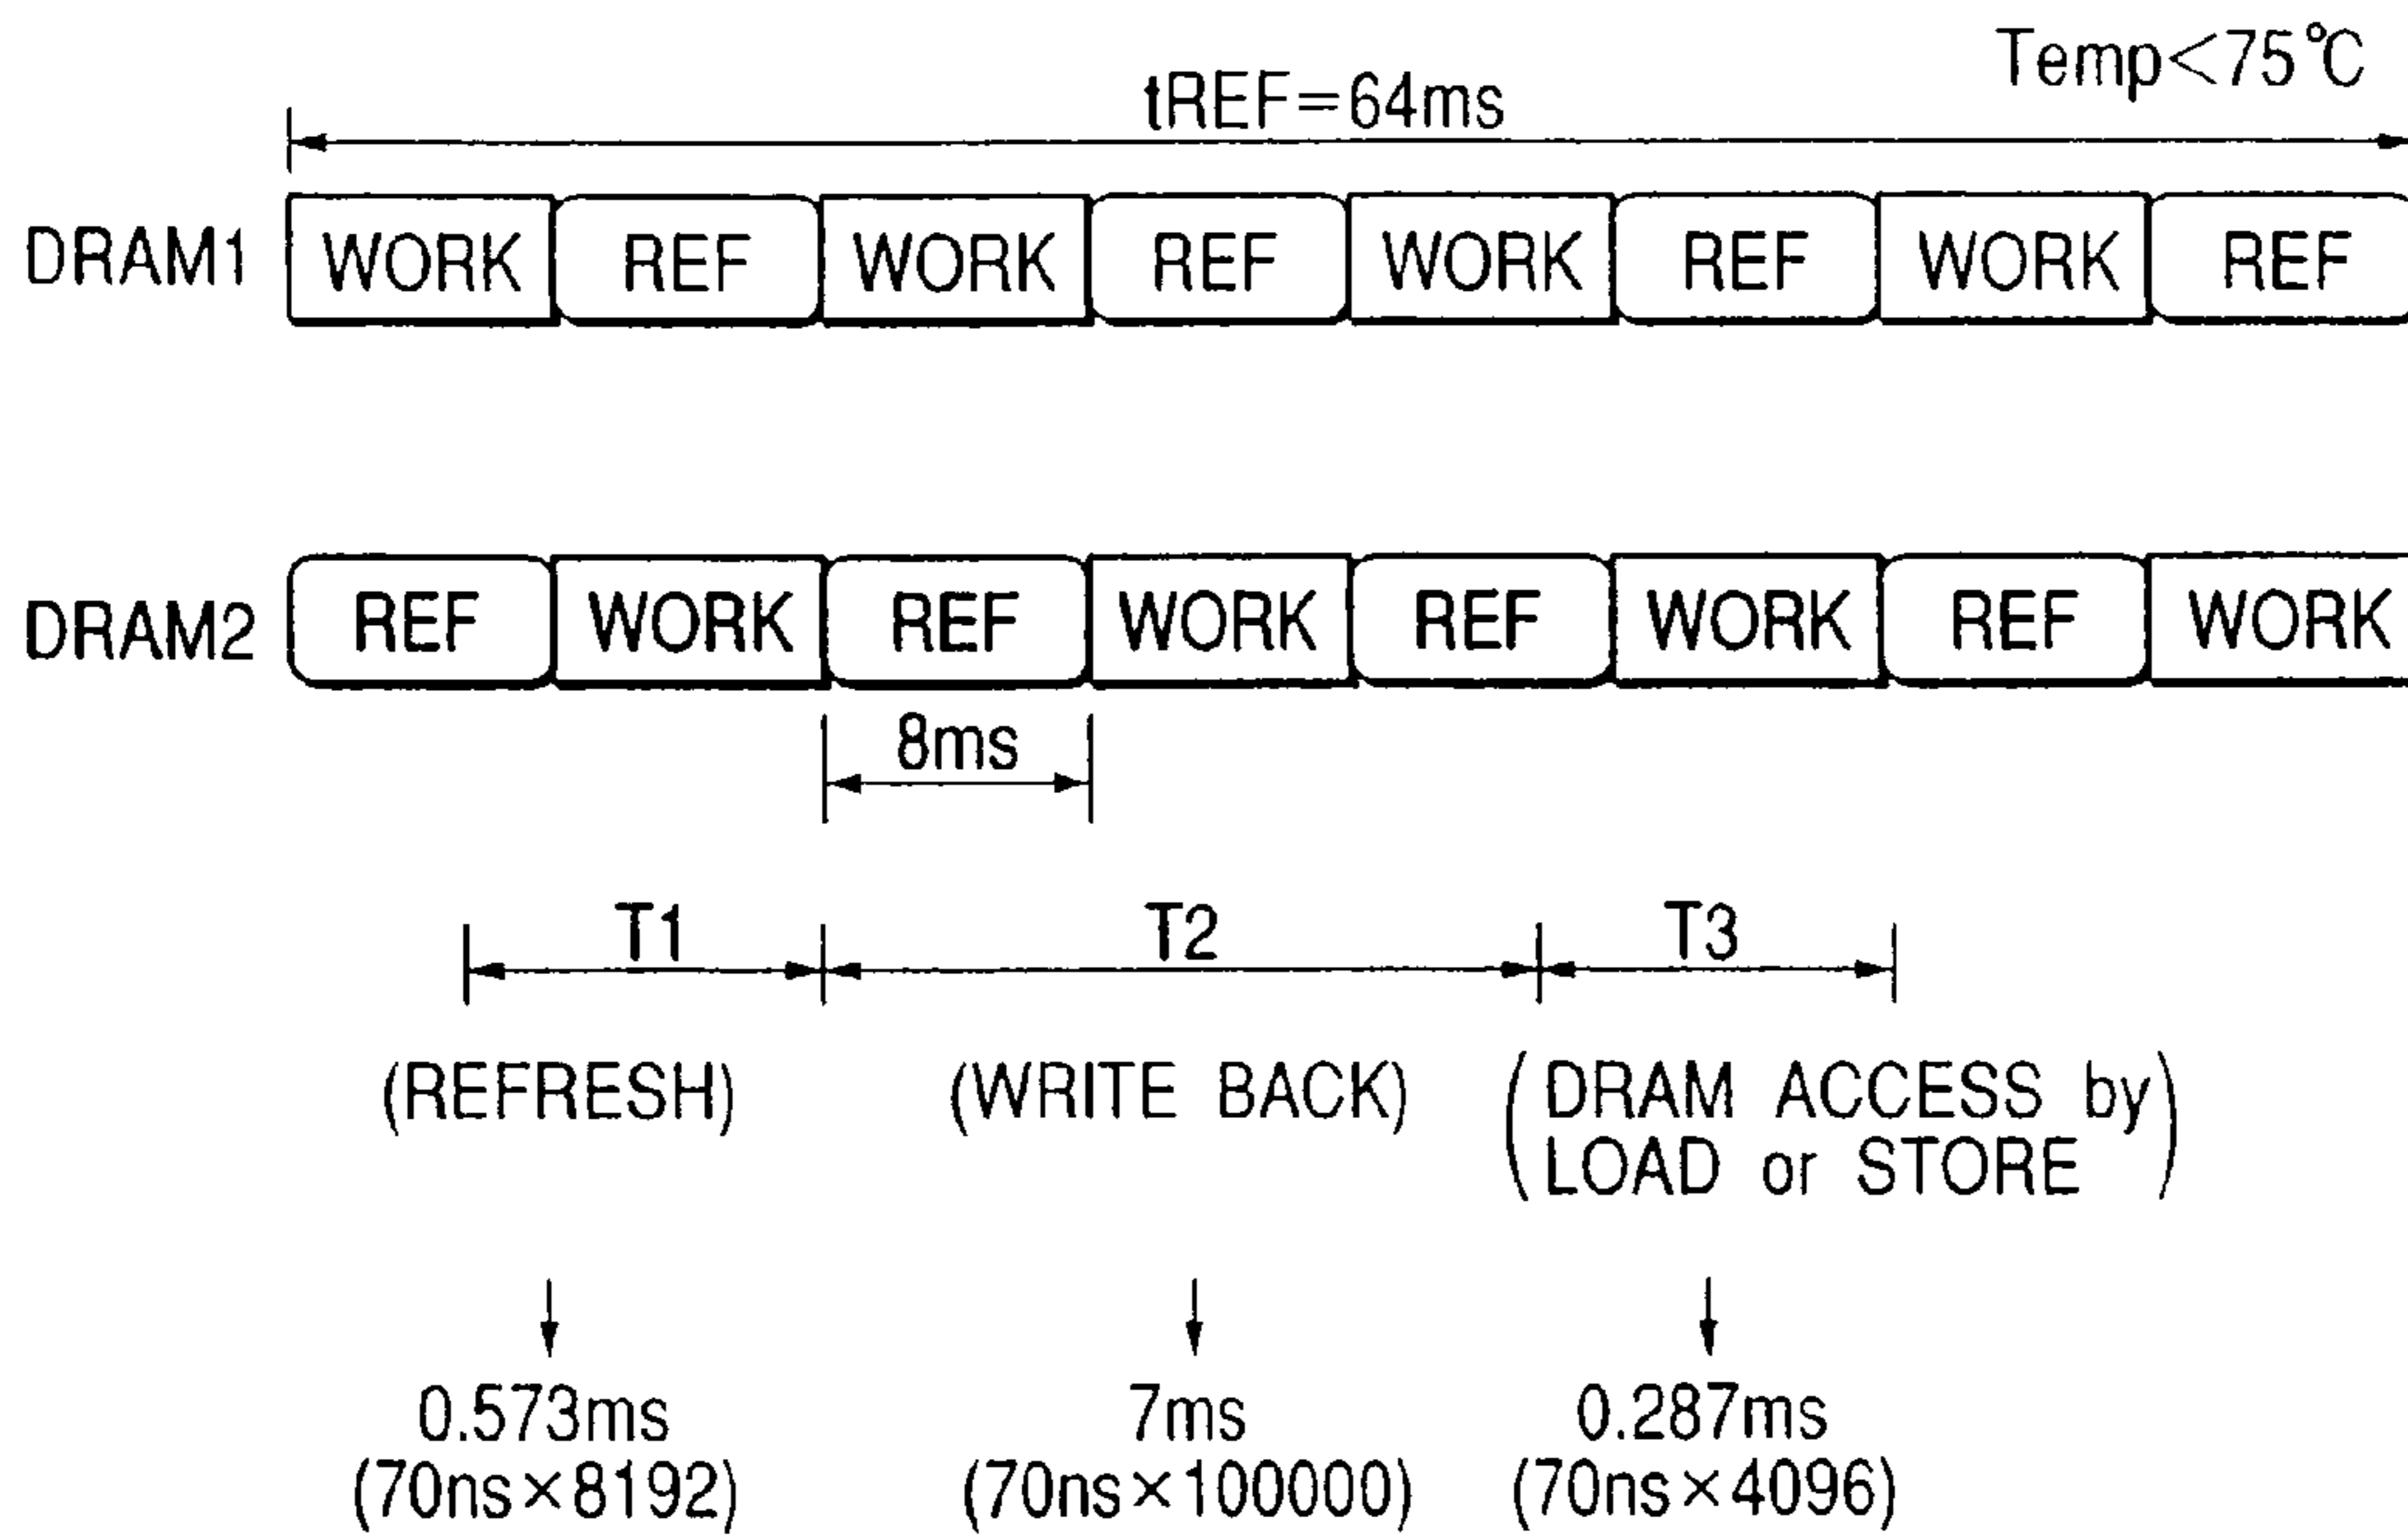 Temp<75℃
tREF=64ms
DRAM1 WORK REF WORK REF WORK REF WORK REF
DRAM2 REF WORK REF WORK REF WORK REF WORK
8ms
T1 T2 T3
(REFRESH) (WRITE BACK) (DRAM ACCESS by
LOAD or STORE)
0.573ms 7ms 0.287ms
(70ns×8192) (70ns×100000) (70ns×4096)